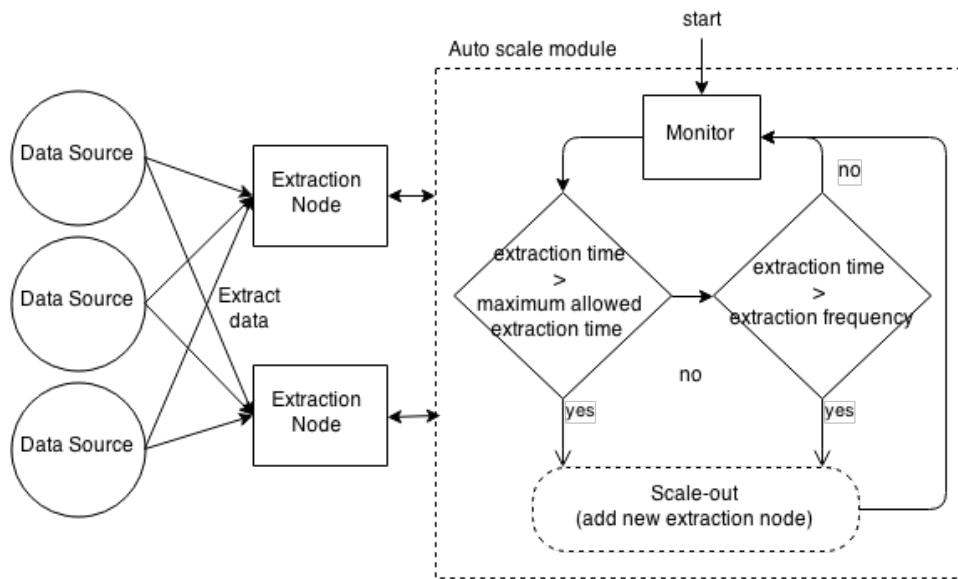 start
Auto scale module
Monitor
Data Source
Extraction
Node
no
extraction time
>
maximum allowed
extraction time
extraction time
>
extraction frequency
Data Source
Extract
data
Extraction
Node
no
yes
yes
Data Source
Scale-out
(add new extraction node)